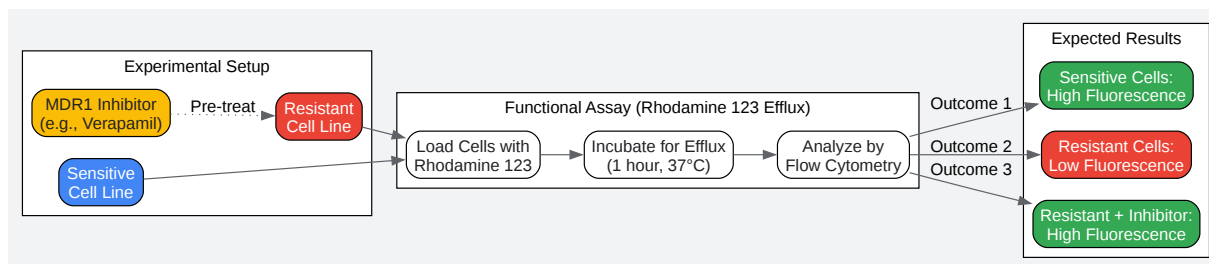 Experimental Setup
MDR1 Inhibitor
(e.g., Verapamil)
Pre-treat
Resistant
Cell Line
Sensitive
Cell Line
Functional Assay (Rhodamine 123 Efflux)
Load Cells with
Rhodamine 123
Incubate for Efflux
(1 hour, 37°C)
Analyze by
Flow Cytometry
Outcome 1
Outcome 2
Outcome 3
Expected Results
Sensitive Cells:
High Fluorescence
Resistant Cells:
Low Fluorescence
Resistant + Inhibitor:
High Fluorescence